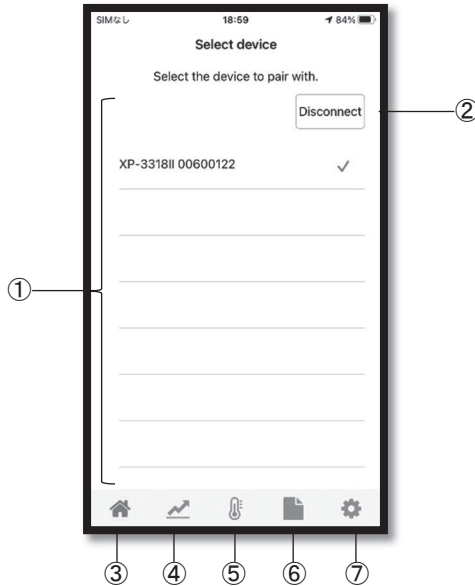 SIMなし 18:59 84%
Select device
Select the device to pair with.
Disconnect
②
XP-3318II 00600122
①
③ ④ ⑤ ⑥ ⑦